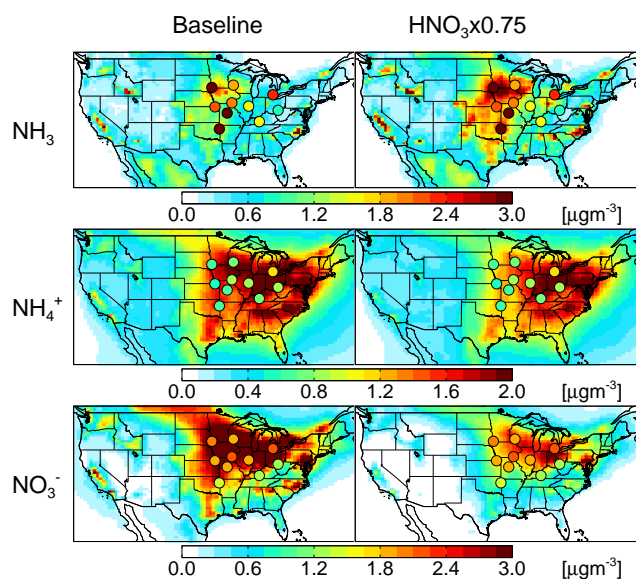 Baseline HNO₃x0.75
NH₃
0.0 0.6 1.2 1.8 2.4 3.0 [µgm⁻³]
NH₄⁺
0.0 0.4 0.8 1.2 1.6 2.0 [µgm⁻³]
NO₃⁻
0.0 0.6 1.2 1.8 2.4 3.0 [µgm⁻³]